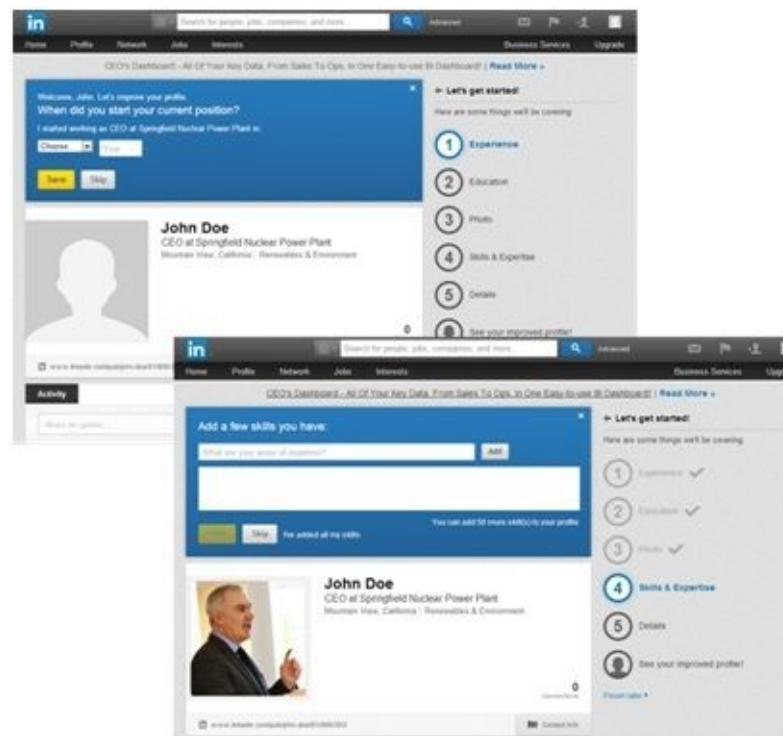 in
Search for people, jobs, companies, and more...
Advanced
Home Profile Network Jobs Interests
Business Services Upgrade
CEO's Dashboard - All Of Your Key Data. From Sales To Ops, In One Easy-to-use BI Dashboard! | Read More »
Welcome, John. Let's improve your profile
When did you start your current position?
I started working as CEO at Springfield Nuclear Power Plant in:
Choose
Year
Save Skip
John Doe
CEO at Springfield Nuclear Power Plant
Mountain View, California | Renewables & Environment
0
Activity
Share an update...
Let's get started!
Here are some things we'll be covering:
1 Experience
2 Education
3 Photo
4 Skills & Expertise
5 Details
See your improved profile!
in
Search for people, jobs, companies, and more...
Advanced
Home Profile Network Jobs Interests
Business Services
CEO's Dashboard - All Of Your Key Data. From Sales To Ops, In One Easy-to-use BI Dashboard! | Read More »
Add a few skills you have:
What are your areas of expertise?
Add
You can add 50 more skill(s) to your profile
Skip
I've added all my skills
John Doe
CEO at Springfield Nuclear Power Plant
Mountain View, California | Renewables & Environment
0
connections
Contact Info
Let's get started!
Here are some things we'll be covering:
1 Experience
2 Education
3 Photo
4 Skills & Expertise
5 Details
See your improved profile!
Finish later